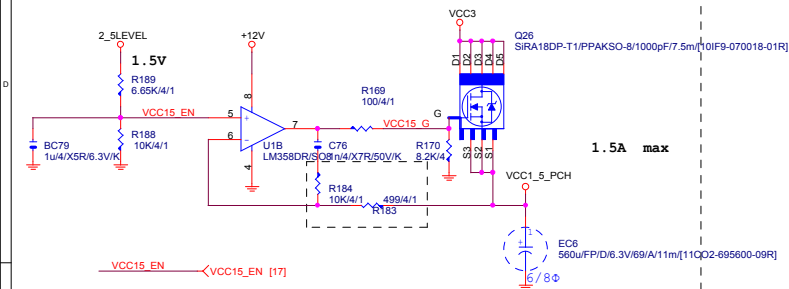 VCC3
2_5LEVEL
+12V
Q26
SiRA18DP-T1/PPAKSO-8/1000pF/7.5m/[10IF9-070018-01R]
1.5V
D1
D2
D3
D4
D5
D
R189
6.65K/4/1
R169
100/4/1
8
VCC15_EN
5
7
VCC15_G
G
6
R188
10K/4/1
BC79
1u/4/X5R/6.3V/K
U1B
LM358DR/SO8
C76
1n/4/X7R/50V/K
R170
8.2K/4
S3
S2
S1
1.5A max
4
R184
10K/4/1
499/4/1
R183
VCC1_5_PCH
1
EC6
560u/FP/D/6.3V/69/A/11m/[11CO2-695600-09R]
VCC15_EN
VCC15_EN [17]
6/8Φ